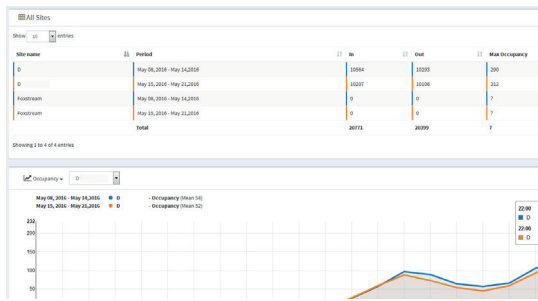 All Sites
Show 10 entries
Site name Period In Out Max Occupancy
D May 08, 2016 - May 14,2016 10564 10293 290
D May 15, 2016 - May 21,2016 10207 10106 312
Foxstream May 08, 2016 - May 14,2016 0 0 ?
Foxstream May 15, 2016 - May 21,2016 0 0 ?
Total 20771 20399 ?
Showing 1 to 4 of 4 entries
Occupancy D
May 08, 2016 - May 14,2016 D - Occupancy (Mean 54)
May 15, 2016 - May 21,2016 D - Occupancy (Mean 52)
22:00
D
22:00
D
232
200
150
100
50